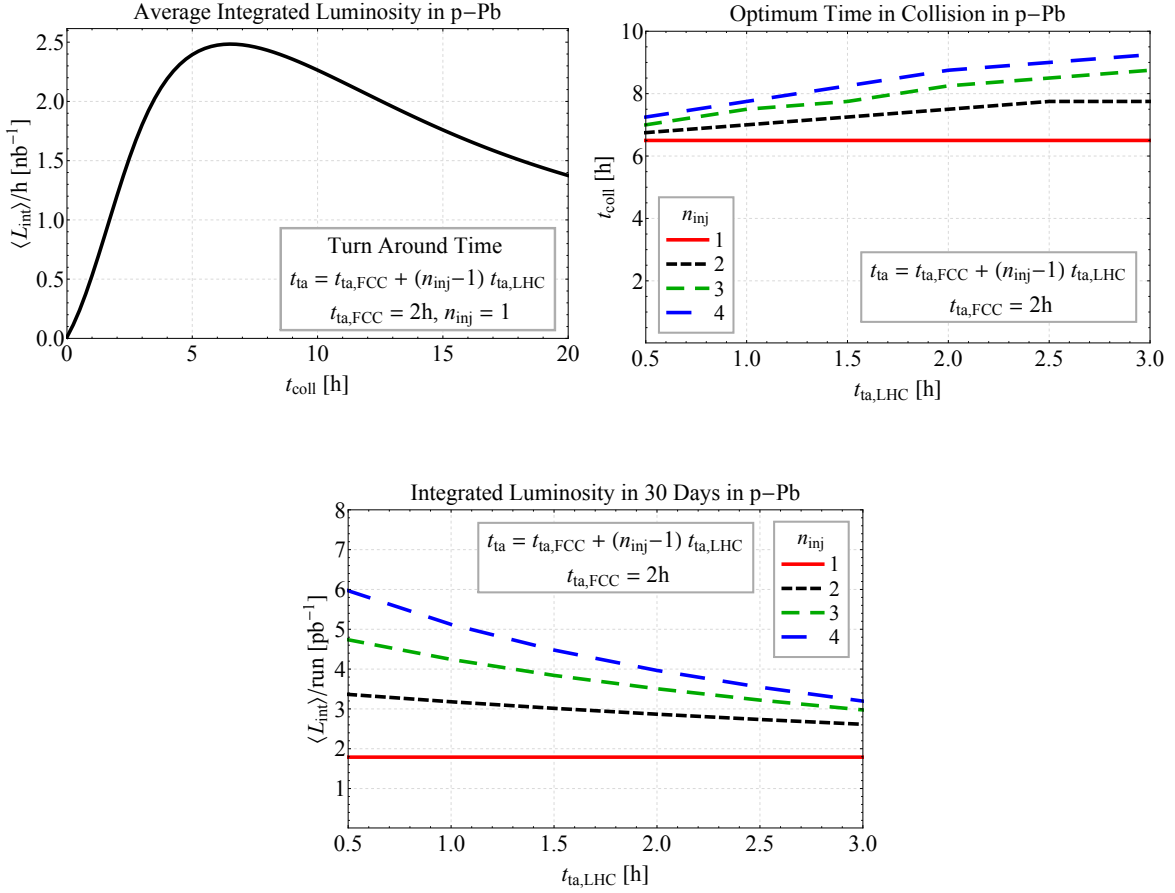 Average Integrated Luminosity in p−Pb
⟨L_int⟩/h [nb⁻¹]
2.5
2.0
1.5
1.0
0.5
0.0
Turn Around Time
t_ta = t_ta,FCC + (n_inj−1) t_ta,LHC
t_ta,FCC = 2h, n_inj = 1
0 5 10 15 20
t_coll [h]
Optimum Time in Collision in p−Pb
t_coll [h]
10
8
6
4
2
0
n_inj
1
2
3
4
t_ta = t_ta,FCC + (n_inj−1) t_ta,LHC
t_ta,FCC = 2h
0.5 1.0 1.5 2.0 2.5 3.0
t_ta,LHC [h]
Integrated Luminosity in 30 Days in p−Pb
⟨L_int⟩/run [pb⁻¹]
8
7
6
5
4
3
2
1
t_ta = t_ta,FCC + (n_inj−1) t_ta,LHC
t_ta,FCC = 2h
n_inj
1
2
3
4
0.5 1.0 1.5 2.0 2.5 3.0
t_ta,LHC [h]